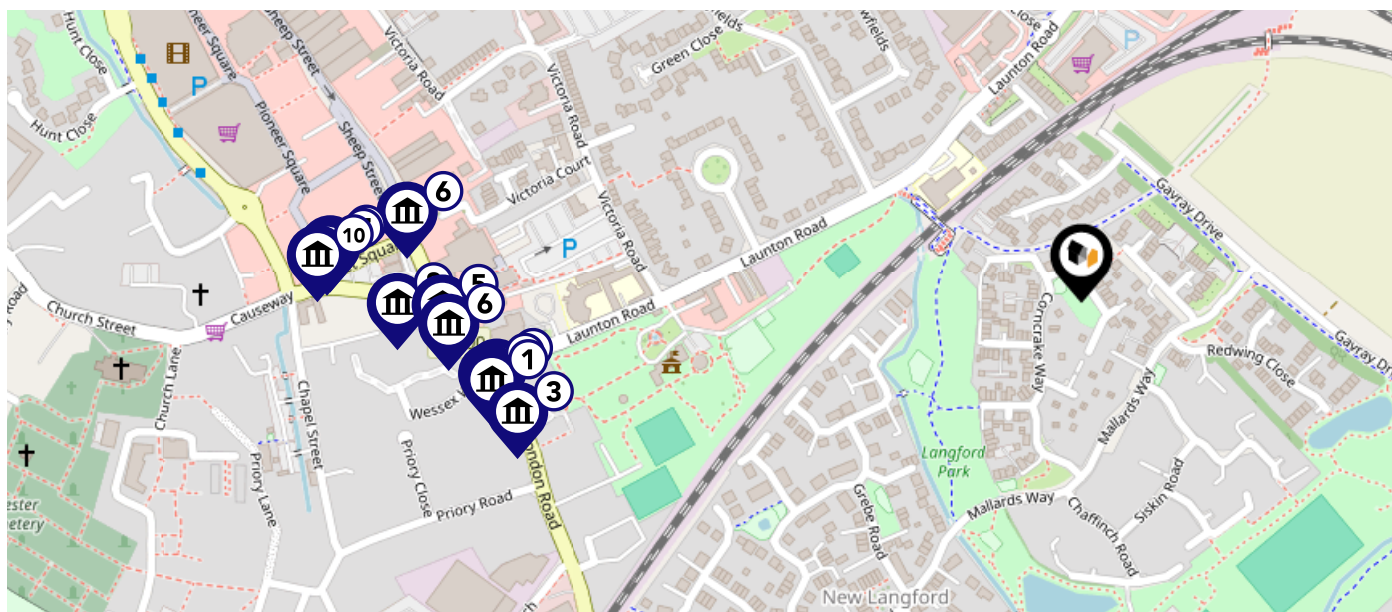 Hunt Close
Hunt Close
Pioneer Square
Pioneer Square
Sheep Street
Sheep Street
Victoria Road
Victoria Road
Victoria Road
Green Close
Victoria Court
Close
Launton Road
Launton Road
Launton Road
P
P
P
Gavray Drive
6
10
5
6
1
3
Square
Church Street
Causeway
Church Lane
Chapel Street
Priory Lane
Priory Close
Priory Road
Wessex
London Road
Corncrake Way
Redwing Close
Mallards Way
Mallards Way
Langford
Park
Grebe Road
Chaffinch Road
Siskin Road
New Langford